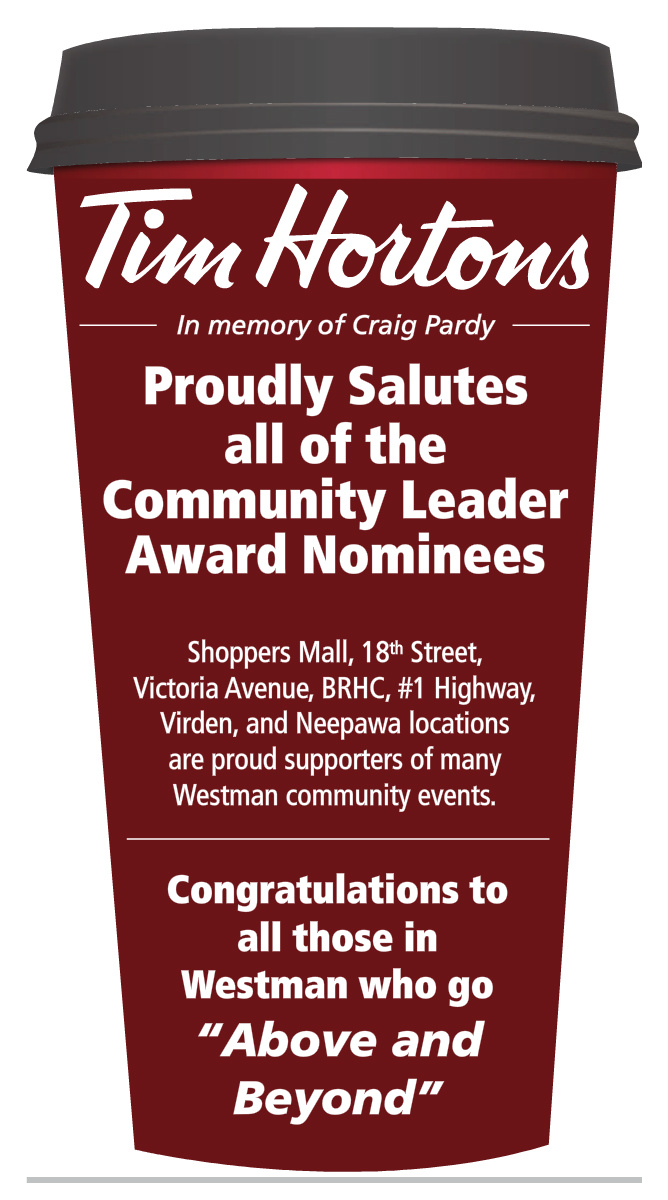 Tim Hortons
In memory of Craig Pardy
Proudly Salutes
all of the
Community Leader
Award Nominees
Shoppers Mall, 18th Street,
Victoria Avenue, BRHC, #1 Highway,
Virden, and Neepawa locations
are proud supporters of many
Westman community events.
Congratulations to
all those in
Westman who go
“Above and
Beyond”